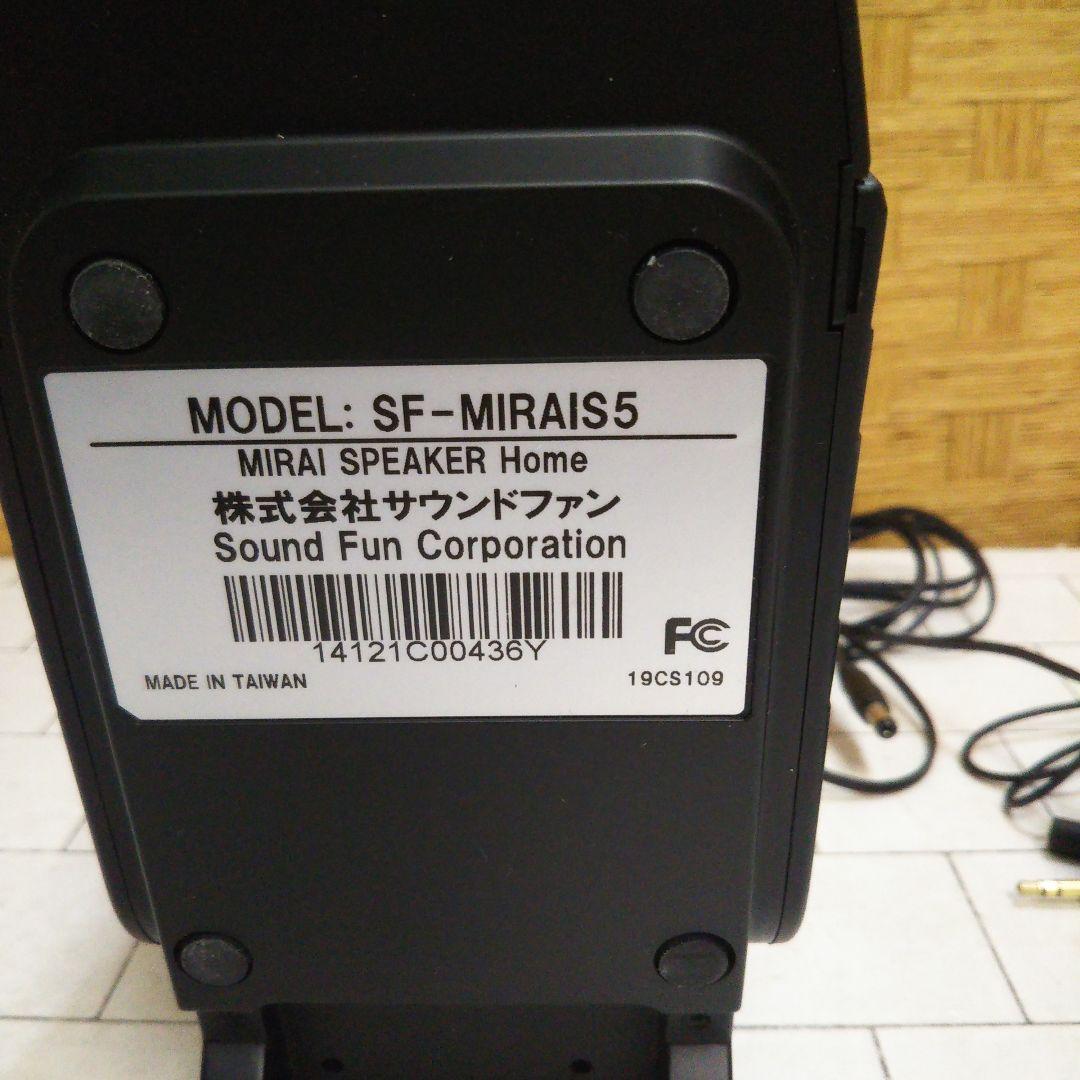 MODEL: SF-MIRAIS5
MIRAI SPEAKER Home
株式会社サウンドファン
Sound Fun Corporation
14121C00436Y
FC
MADE IN TAIWAN
19CS109